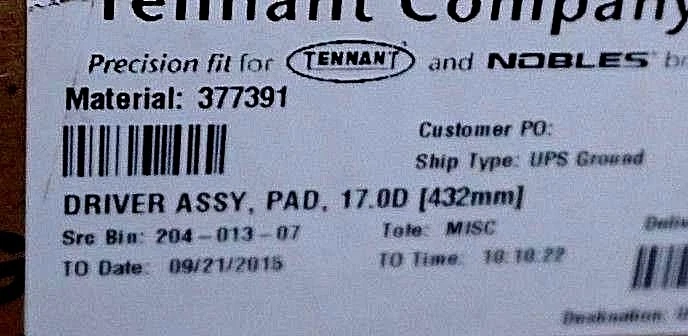 Tennant Company
Precision fit for TENNANT and NOBLES
Material: 377391
Customer PO:
Ship Type: UPS Ground
DRIVER ASSY, PAD, 17.0D [432mm]
Src Bin: 204-013-07
Tote: MISC
TO Date: 09/21/2015
TO Time: 10:10:22
Destination: